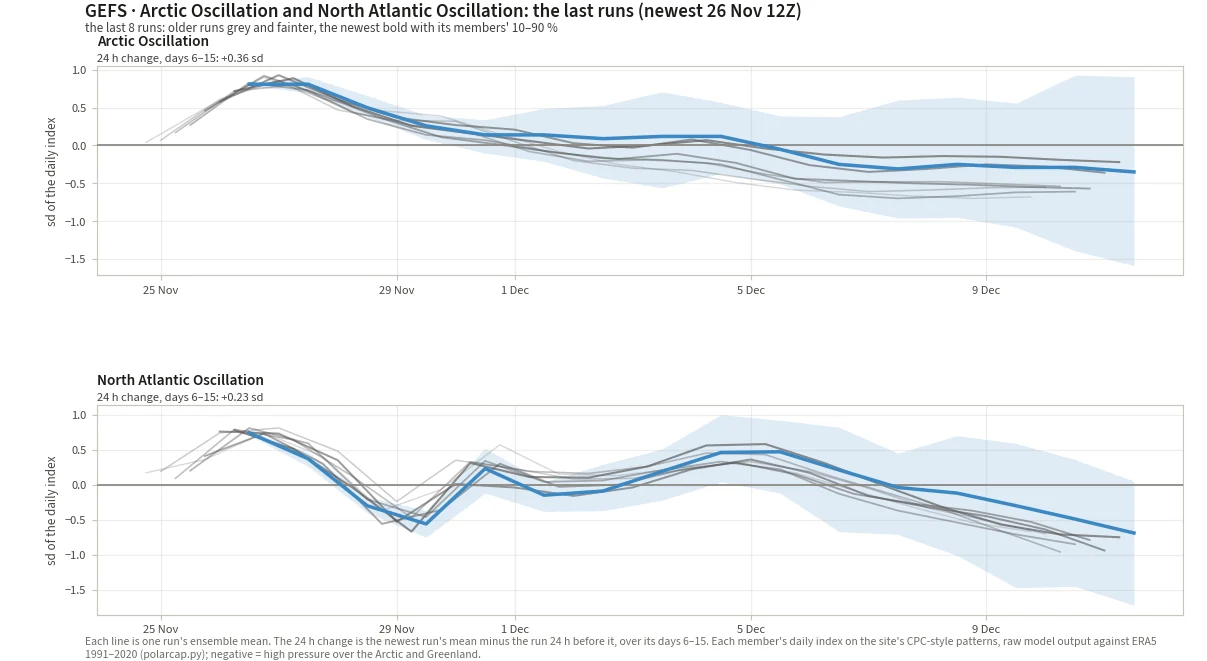 GEFS · Arctic Oscillation and North Atlantic Oscillation: the last runs (newest 26 Nov 12Z)
the last 8 runs: older runs grey and fainter, the newest bold with its members' 10–90 %
Arctic Oscillation
24 h change, days 6–15: +0.36 sd
sd of the daily index
1.0
0.5
0.0
−0.5
−1.0
−1.5
25 Nov
29 Nov
1 Dec
5 Dec
9 Dec
North Atlantic Oscillation
24 h change, days 6–15: +0.23 sd
sd of the daily index
1.0
0.5
0.0
−0.5
−1.0
−1.5
25 Nov
29 Nov
1 Dec
5 Dec
9 Dec
Each line is one run's ensemble mean. The 24 h change is the newest run's mean minus the run 24 h before it, over its days 6–15. Each member's daily index on the site's CPC-style patterns, raw model output against ERA5
1991–2020 (polarcap.py); negative = high pressure over the Arctic and Greenland.